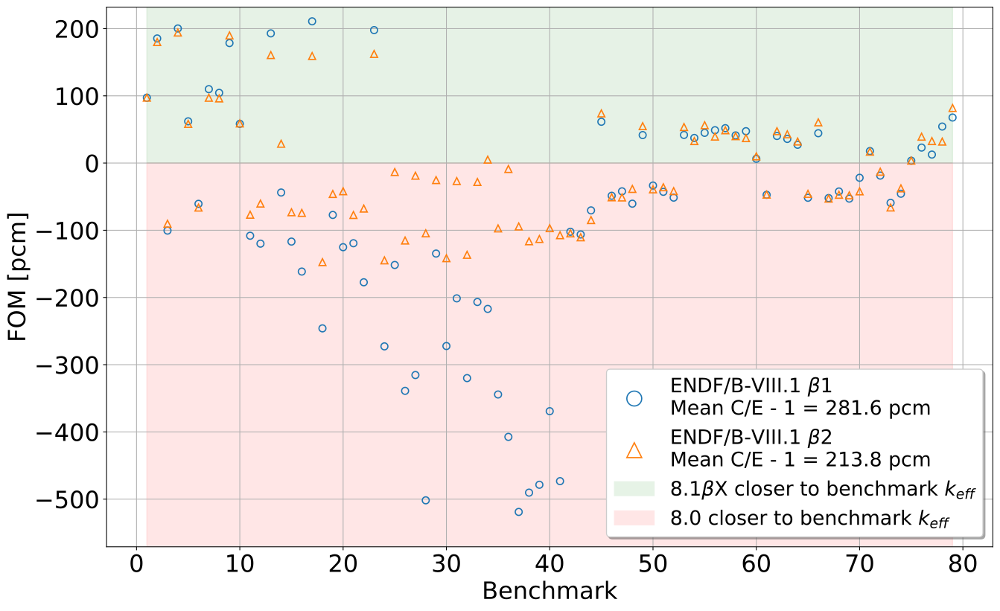 200
100
0
−100
−200
−300
−400
−500
FOM [pcm]
ENDF/B-VIII.1 β1
Mean C/E - 1 = 281.6 pcm
ENDF/B-VIII.1 β2
Mean C/E - 1 = 213.8 pcm
8.1βX closer to benchmark keff
8.0 closer to benchmark keff
0 10 20 30 40 50 60 70 80
Benchmark